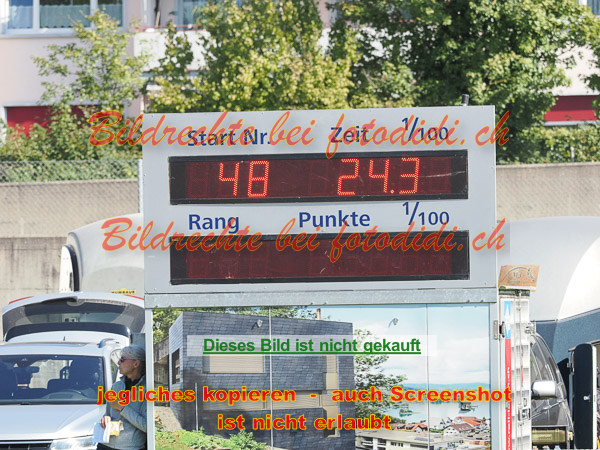 Bildrechte bei fotodidi.ch
Start Nr. Zeit 1/100
48 24.3
Rang Punkte 1/100
Bildrechte bei fotodidi.ch
Dieses Bild ist nicht gekauft
jegliches kopieren - auch Screenshot
ist nicht erlaubt